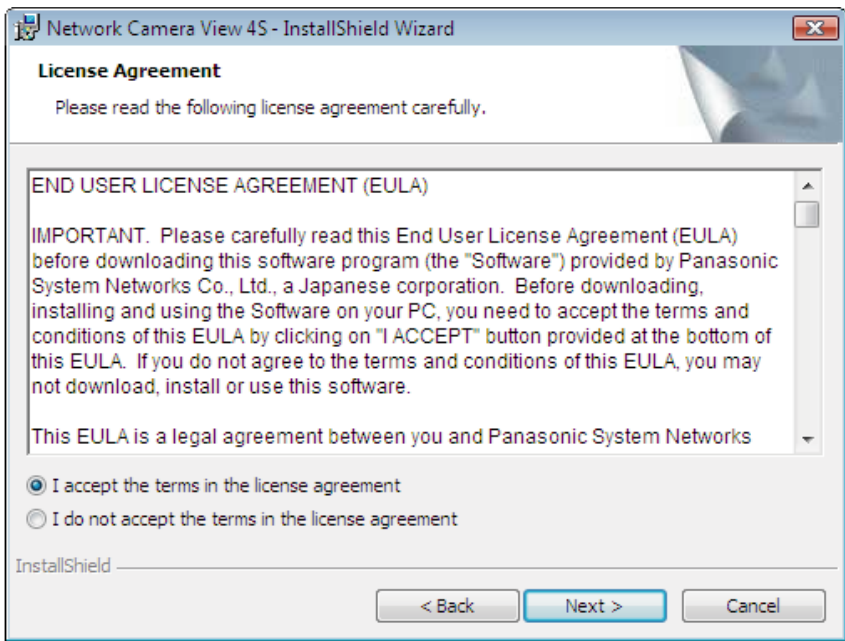 Network Camera View 4S - InstallShield Wizard
License Agreement
Please read the following license agreement carefully.
END USER LICENSE AGREEMENT (EULA)
IMPORTANT.  Please carefully read this End User License Agreement (EULA)
before downloading this software program (the "Software") provided by Panasonic
System Networks Co., Ltd., a Japanese corporation.  Before downloading,
installing and using the Software on your PC, you need to accept the terms and
conditions of this EULA by clicking on "I ACCEPT" button provided at the bottom of
this EULA.  If you do not agree to the terms and conditions of this EULA, you may
not download, install or use this software.
This EULA is a legal agreement between you and Panasonic System Networks
I accept the terms in the license agreement
I do not accept the terms in the license agreement
InstallShield
< Back
Next >
Cancel